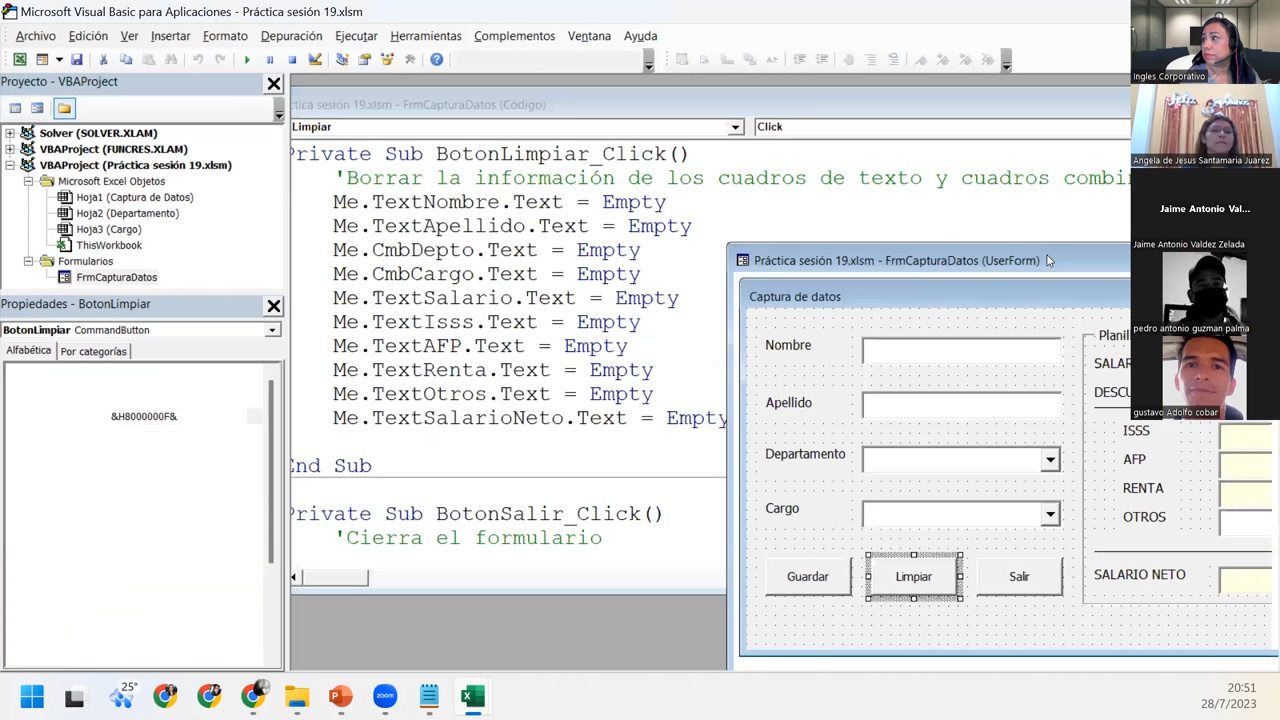 Microsoft Visual Basic para Aplicaciones - Práctica sesión 19.xlsm
Archivo Edición Ver Insertar Formato Depuración Ejecutar Herramientas Complementos Ventana Ayuda
Proyecto - VBAProject
Solver (SOLVER.XLAM)
VBAProject (FUNCRES.XLAM)
VBAProject (Práctica sesión 19.xlsm)
Microsoft Excel Objetos
Hoja1 (Captura de Datos)
Hoja2 (Departamento)
Hoja3 (Cargo)
ThisWorkbook
Formularios
FrmCapturaDatos
Propiedades - BotonLimpiar
BotonLimpiar CommandButton
Alfabética Por categorías
&H8000000F&
ctica sesión 19.xlsm - FrmCapturaDatos (Código)
Limpiar Click
Private Sub BotonLimpiar_Click()
'Borrar la información de los cuadros de texto y cuadros combin
Me.TextNombre.Text = Empty
Me.TextApellido.Text = Empty
Me.CmbDepto.Text = Empty
Me.CmbCargo.Text = Empty
Me.TextSalario.Text = Empty
Me.TextIsss.Text = Empty
Me.TextAFP.Text = Empty
Me.TextRenta.Text = Empty
Me.TextOtros.Text = Empty
Me.TextSalarioNeto.Text = Empty
End Sub
Private Sub BotonSalir_Click()
'Cierra el formulario
Práctica sesión 19.xlsm - FrmCapturaDatos (UserForm)
Captura de datos
Nombre
Apellido
Departamento
Cargo
Guardar Limpiar Salir
Planil
SALAR
DESCU
ISSS
AFP
RENTA
OTROS
SALARIO NETO
Ingles Corporativo
Angela de Jesus Santamaria Juarez
Jaime Antonio Val...
Jaime Antonio Valdez Zelada
pedro antonio guzman palma
gustavo Adolfo cobar
25°
zoom
20:51
28/7/2023